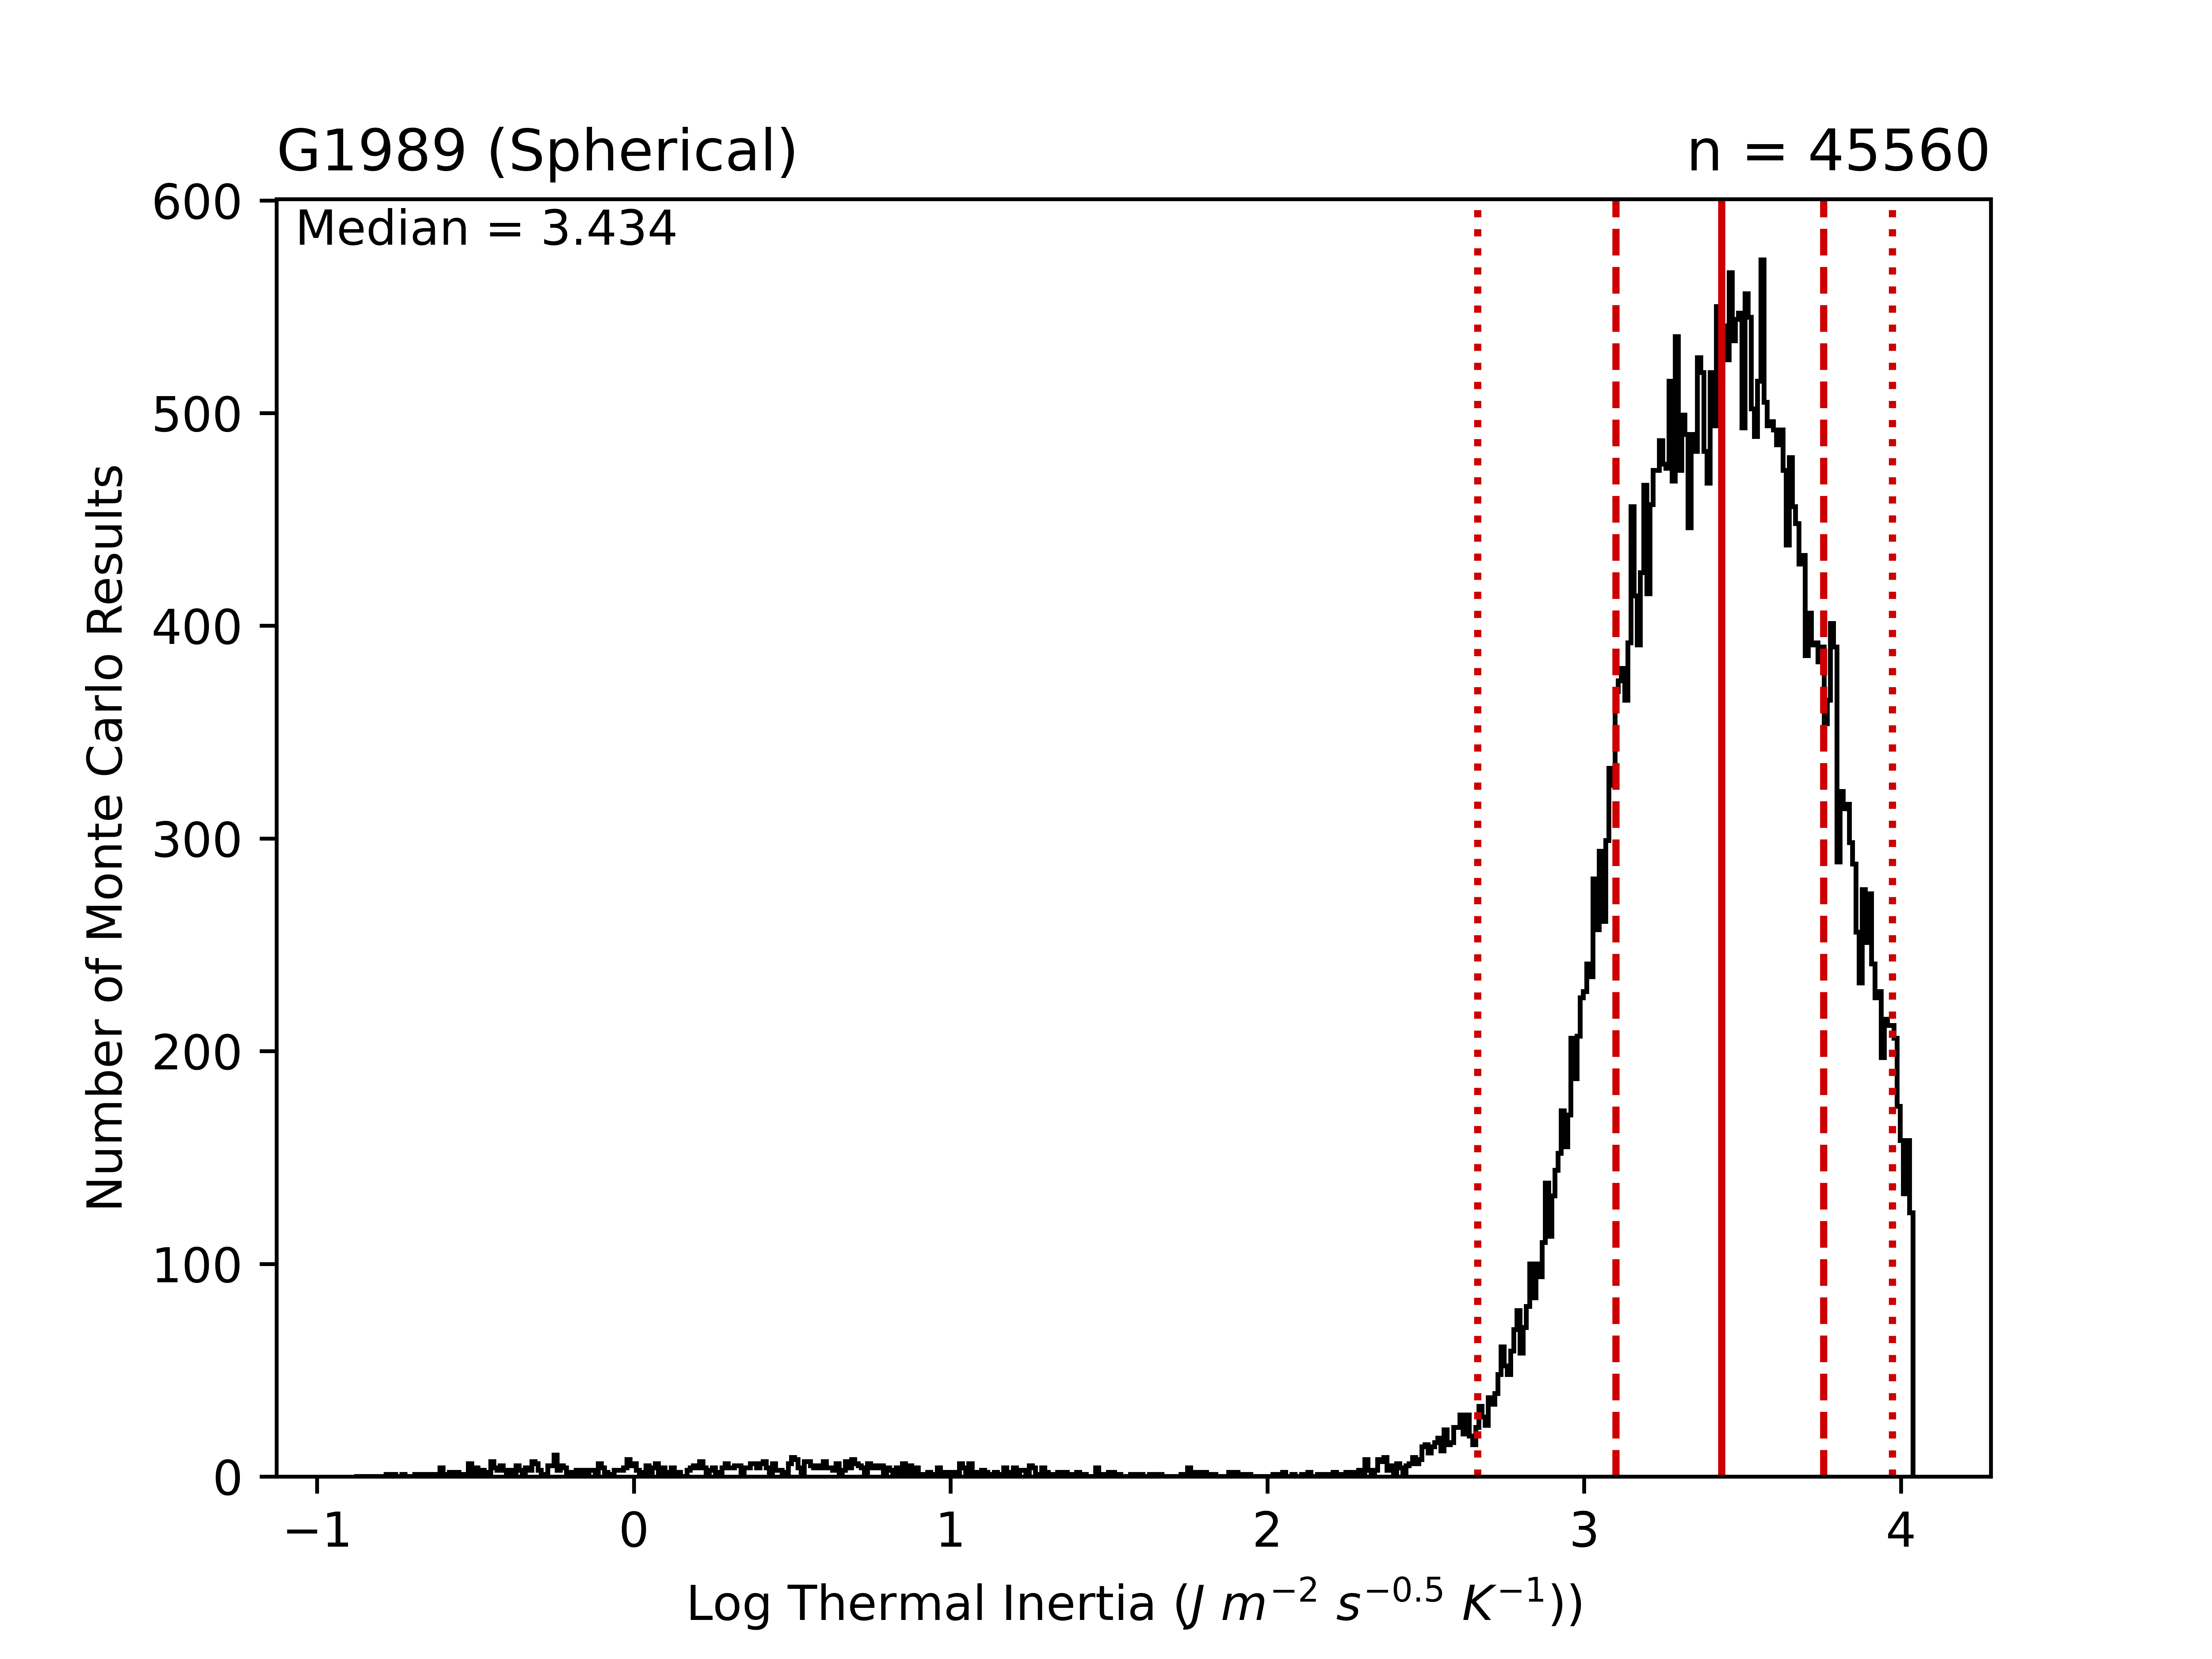 G1989 (Spherical)
n = 45560
Median = 3.434
600
500
400
300
200
100
0
Number of Monte Carlo Results
−1 0 1 2 3 4
Log Thermal Inertia (J m⁻² s⁻⁰·⁵ K⁻¹))